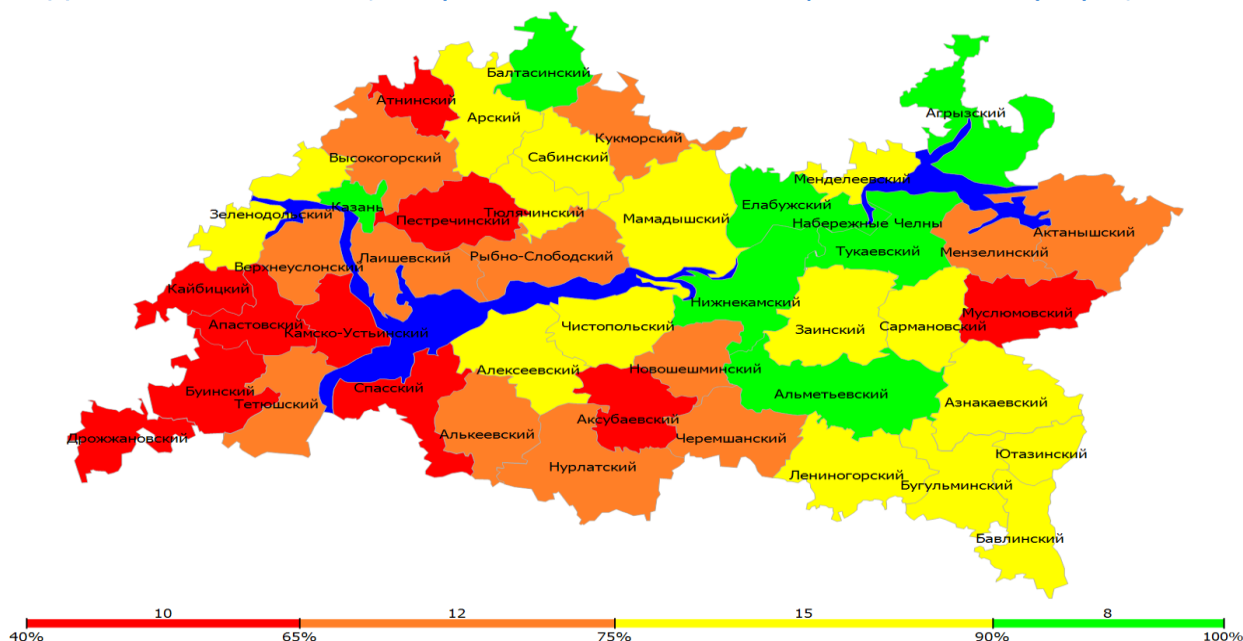 Балтасинский
Атнинский
Арский
Агрызский
Кукморский
Высокогорский
Сабинский
Менделеевский
Казань
Елабужский
Зеленодольский
Пестречинский
Тюлячинский
Мамадышский
Набережные Челны
Актанышский
Тукаевский
Мензелинский
Верхнеуслонский
Лаишевский
Рыбно-Слободский
Кайбицкий
Нижнекамский
Муслюмовский
Апастовский
Камско-Устьинский
Чистопольский
Заинский
Сармановский
Алексеевский
Новошешминский
Буинский
Спасский
Альметьевский
Тетюшский
Азнакаевский
Аксубаевский
Дрожжановский
Алькеевский
Черемшанский
Ютазинский
Нурлатский
Лениногорский
Бугульминский
Бавлинский
10 12 15 8
40% 65% 75% 90% 100%